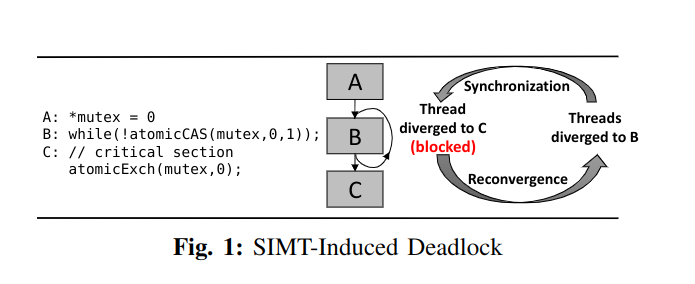 A: *mutex = 0
B: while(!atomicCAS(mutex,0,1));
C: // critical section
atomicExch(mutex,0);
A
B
C
Synchronization
Thread
diverged to C
(blocked)
Threads
diverged to B
Reconvergence
Fig. 1: SIMT-Induced Deadlock